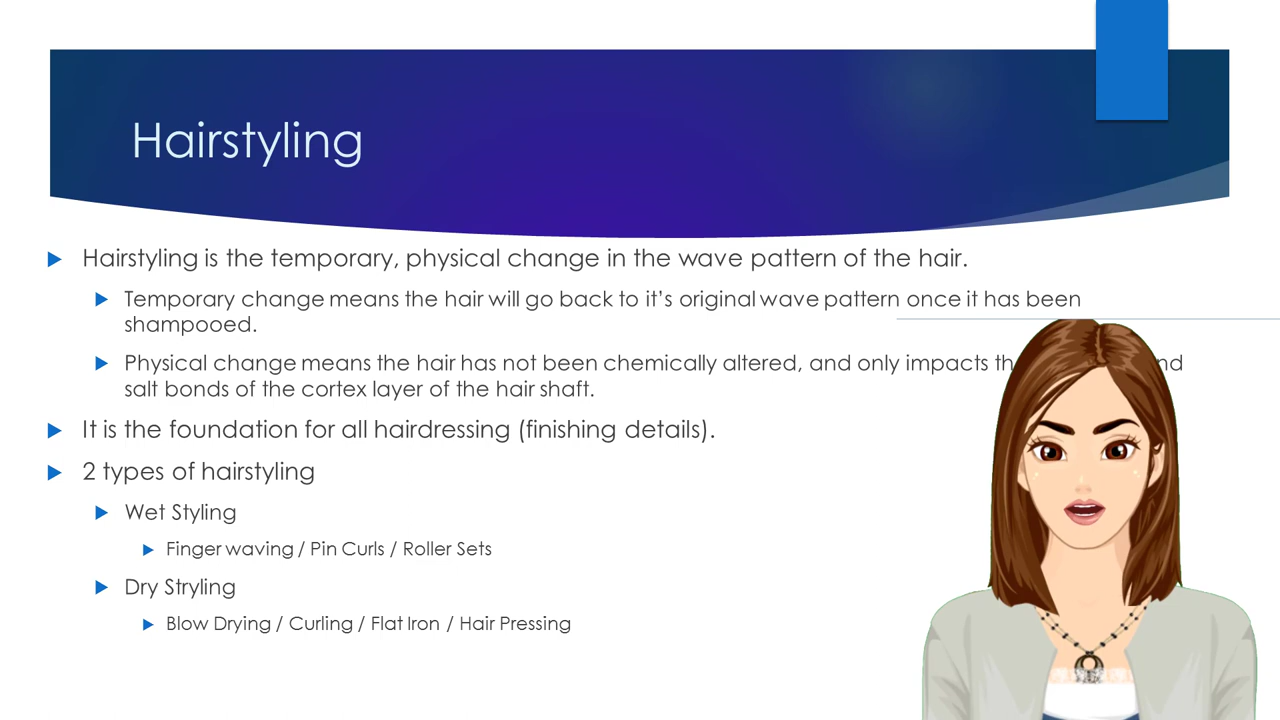 Hairstyling
Hairstyling is the temporary, physical change in the wave pattern of the hair.
Temporary change means the hair will go back to it's original wave pattern once it has been
shampooed.
Physical change means the hair has not been chemically altered, and only impacts
salt bonds of the cortex layer of the hair shaft.
It is the foundation for all hairdressing (finishing details).
2 types of hairstyling
Wet Styling
Finger waving / Pin Curls / Roller Sets
Dry Stryling
Blow Drying / Curling / Flat Iron / Hair Pressing